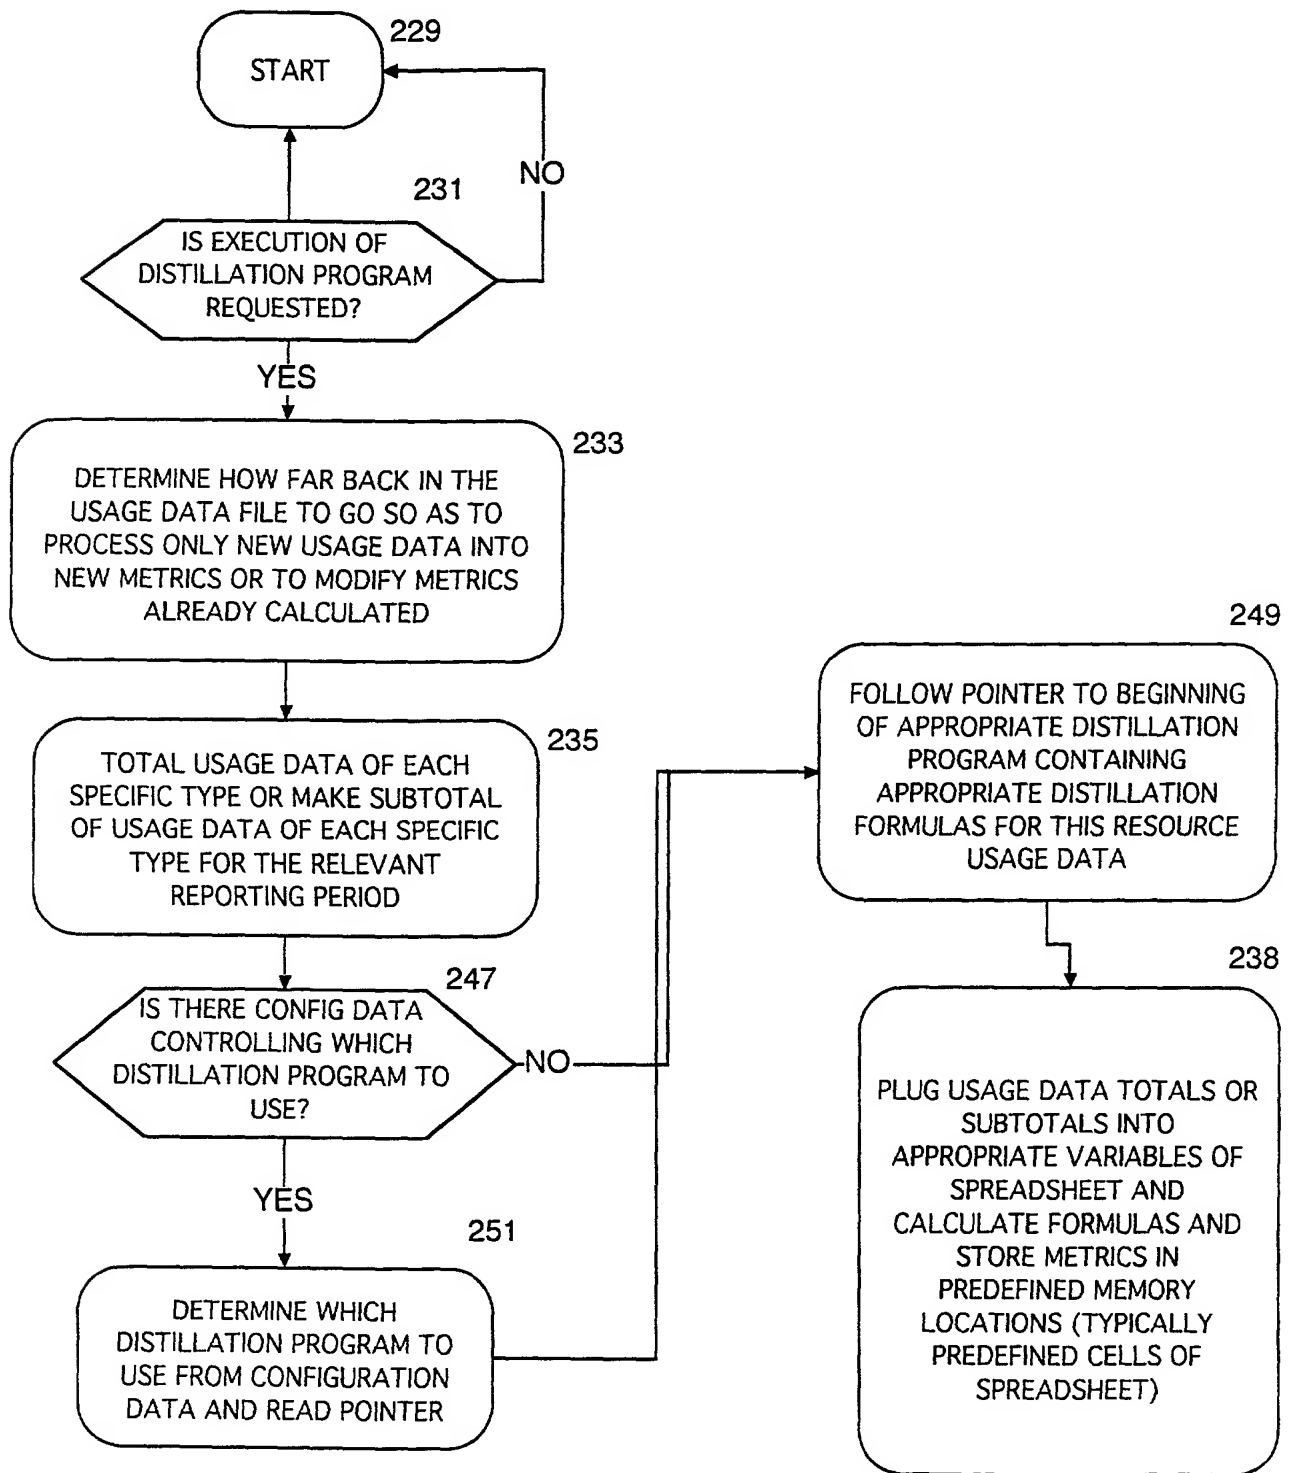 229
START
NO
231
IS EXECUTION OF
DISTILLATION PROGRAM
REQUESTED?
YES
233
DETERMINE HOW FAR BACK IN THE
USAGE DATA FILE TO GO SO AS TO
PROCESS ONLY NEW USAGE DATA INTO
NEW METRICS OR TO MODIFY METRICS
ALREADY CALCULATED
235
TOTAL USAGE DATA OF EACH
SPECIFIC TYPE OR MAKE SUBTOTAL
OF USAGE DATA OF EACH SPECIFIC
TYPE FOR THE RELEVANT
REPORTING PERIOD
247
IS THERE CONFIG DATA
CONTROLLING WHICH
DISTILLATION PROGRAM TO
USE?
NO
YES
251
DETERMINE WHICH
DISTILLATION PROGRAM TO
USE FROM CONFIGURATION
DATA AND READ POINTER
249
FOLLOW POINTER TO BEGINNING
OF APPROPRIATE DISTILLATION
PROGRAM CONTAINING
APPROPRIATE DISTILLATION
FORMULAS FOR THIS RESOURCE
USAGE DATA
238
PLUG USAGE DATA TOTALS OR
SUBTOTALS INTO
APPROPRIATE VARIABLES OF
SPREADSHEET AND
CALCULATE FORMULAS AND
STORE METRICS IN
PREDEFINED MEMORY
LOCATIONS (TYPICALLY
PREDEFINED CELLS OF
SPREADSHEET)